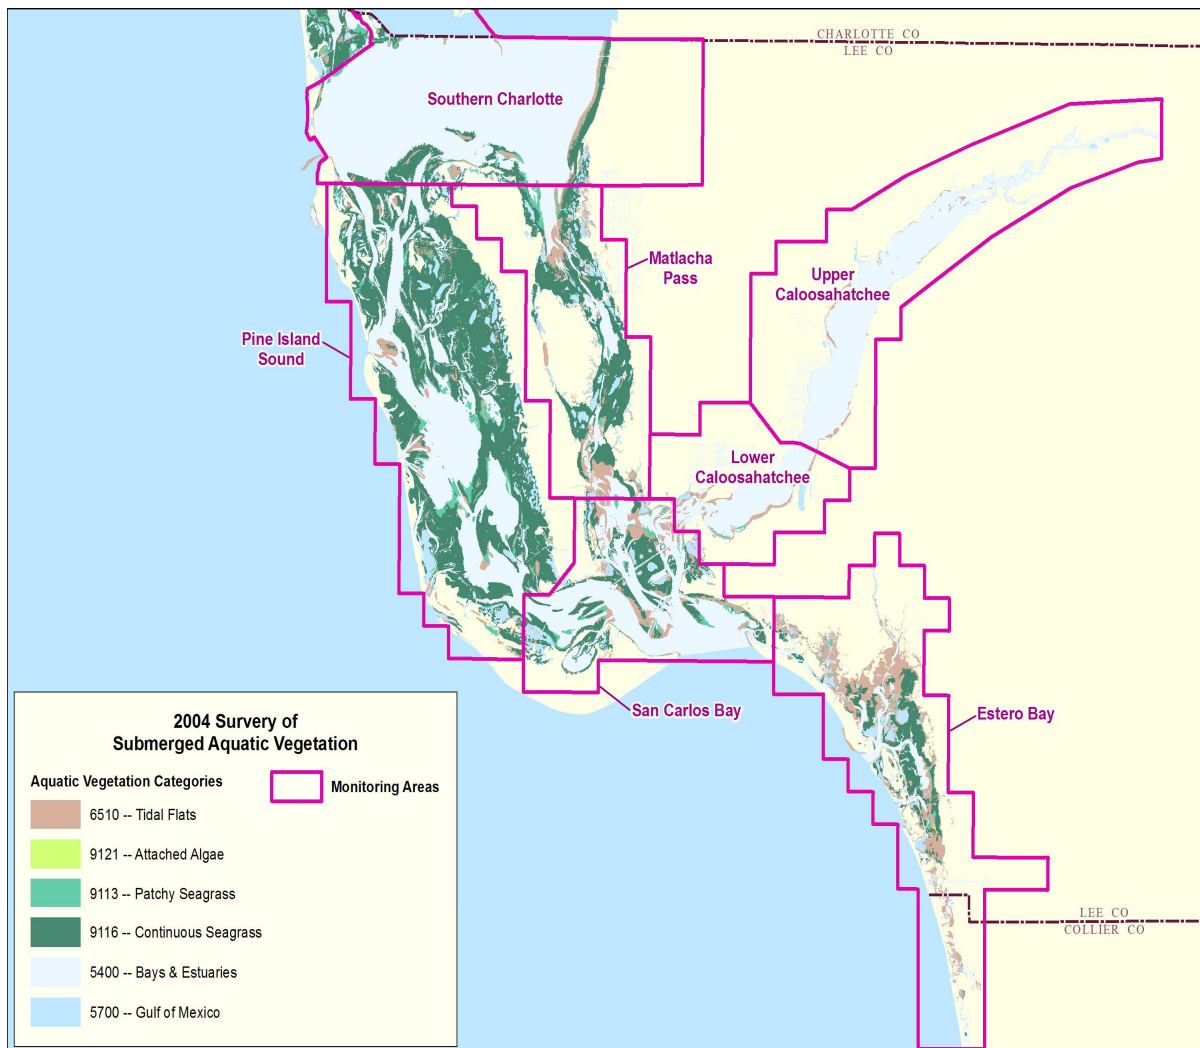 CHARLOTTE CO
LEE CO
Southern Charlotte
Matlacha
Pass
Upper
Caloosahatchee
Pine Island
Sound
Lower
Caloosahatchee
San Carlos Bay
Estero Bay
LEE CO
COLLIER CO
2004 Survery of
Submerged Aquatic Vegetation
Aquatic Vegetation Categories
Monitoring Areas
6510 -- Tidal Flats
9121 -- Attached Algae
9113 -- Patchy Seagrass
9116 -- Continuous Seagrass
5400 -- Bays & Estuaries
5700 -- Gulf of Mexico